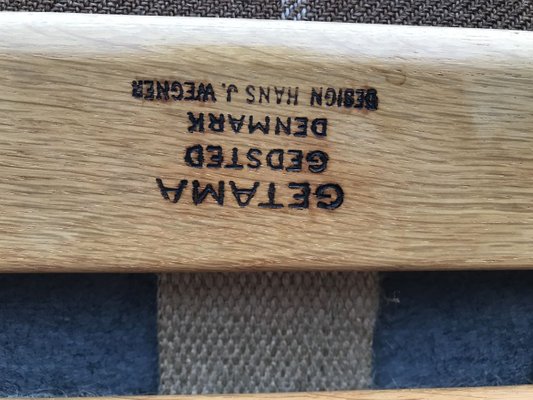 GETAMA
GEDSTED
DENMARK
DESIGN HANS J. WEGNER